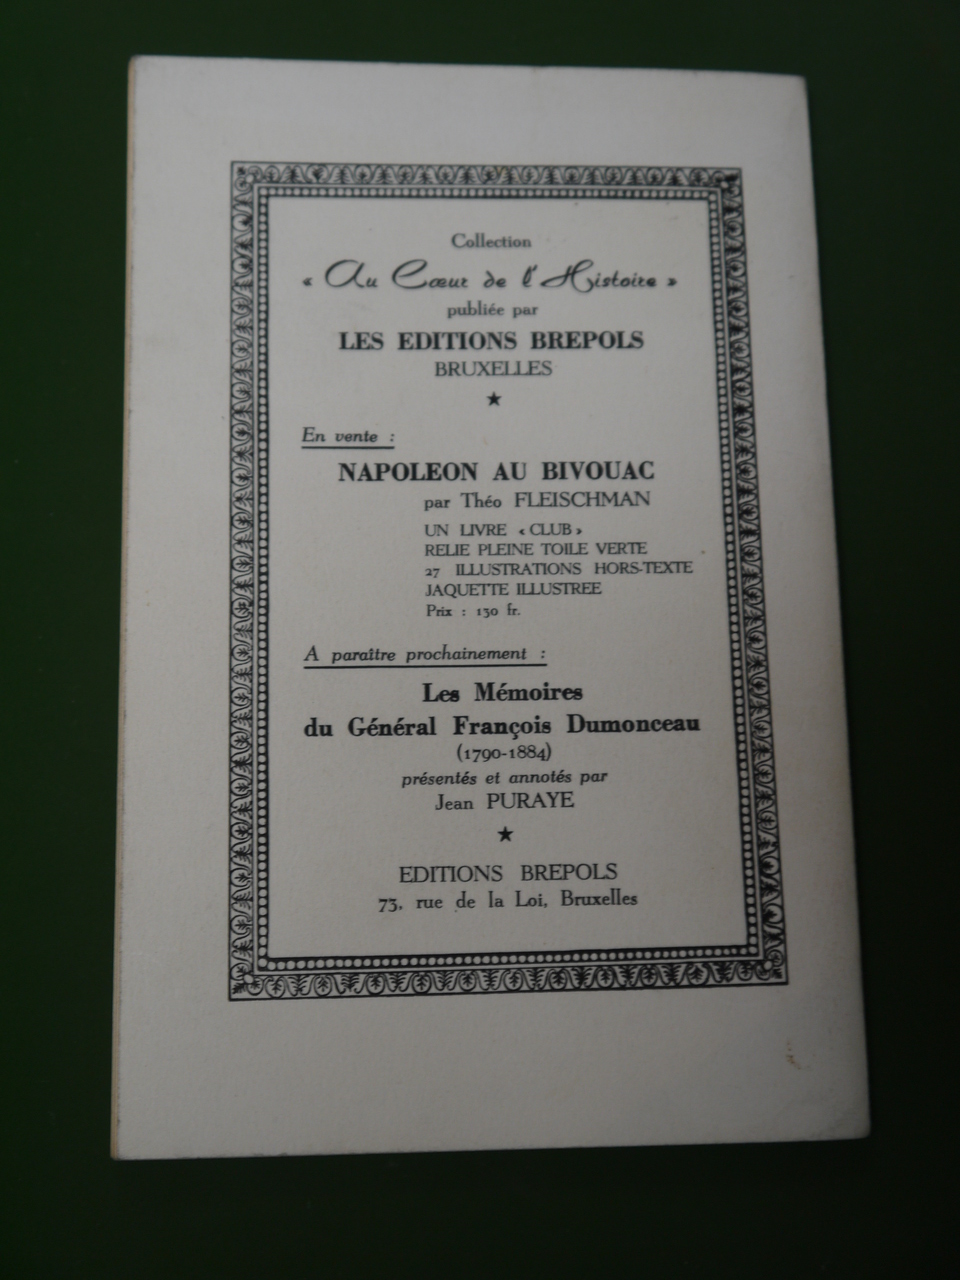 Collection
« Au Cœur de l'Histoire »
publiée par
LES EDITIONS BREPOLS
BRUXELLES
★
En vente :
NAPOLEON AU BIVOUAC
par Théo FLEISCHMAN
UN LIVRE « CLUB »
RELIE PLEINE TOILE VERTE
27 ILLUSTRATIONS HORS-TEXTE
JAQUETTE ILLUSTREE
Prix : 130 fr.
A paraître prochainement :
Les Mémoires
du Général François Dumonceau
(1790-1884)
présentés et annotés par
Jean PURAYE
★
EDITIONS BREPOLS
73, rue de la Loi, Bruxelles